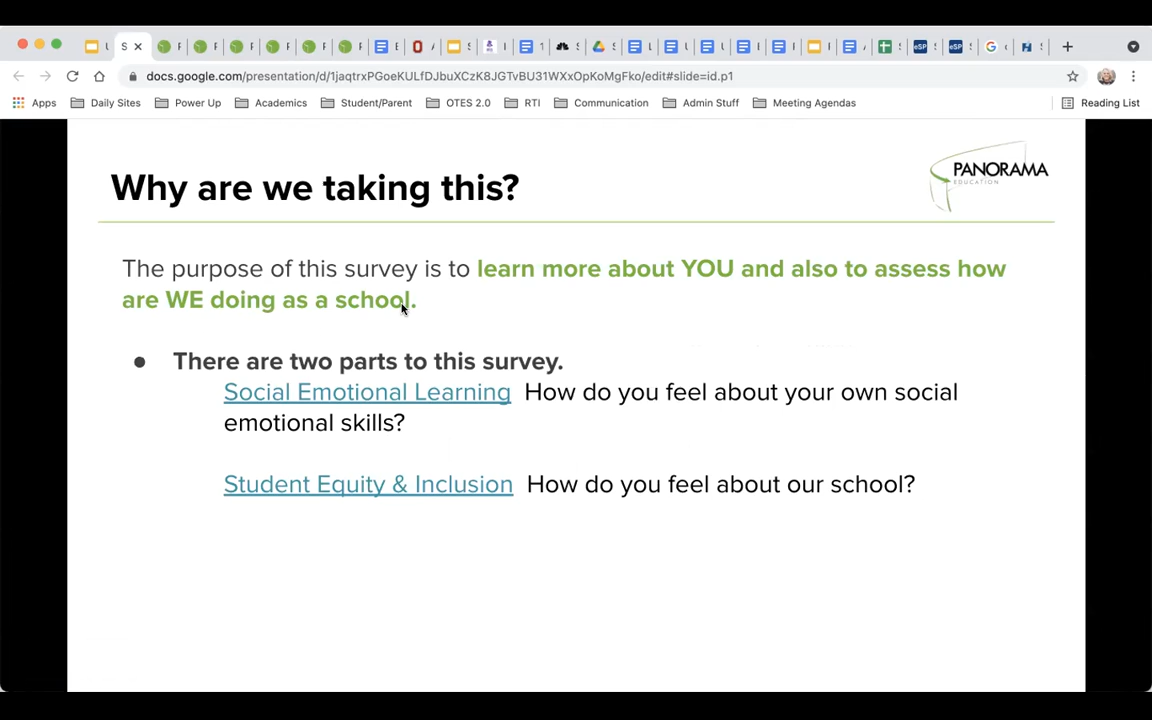 S
docs.google.com/presentation/d/1jaqtrxPGoeKULfDJbuXCzK8JGTvBU31WXxOpKoMgFko/edit#slide=id.p1
Apps Daily Sites Power Up Academics Student/Parent OTES 2.0 RTI Communication Admin Stuff Meeting Agendas Reading List
PANORAMA
EDUCATION
Why are we taking this?
The purpose of this survey is to learn more about YOU and also to assess how
are WE doing as a school.
● There are two parts to this survey.
Social Emotional Learning How do you feel about your own social
emotional skills?
Student Equity & Inclusion How do you feel about our school?